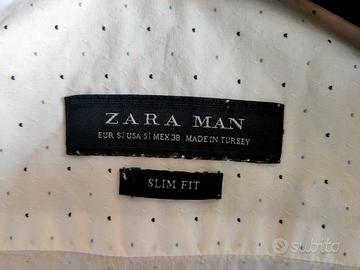 ZARA MAN
EUR S| USA S| MEX 38 MADE IN TURKEY
SLIM FIT
subito